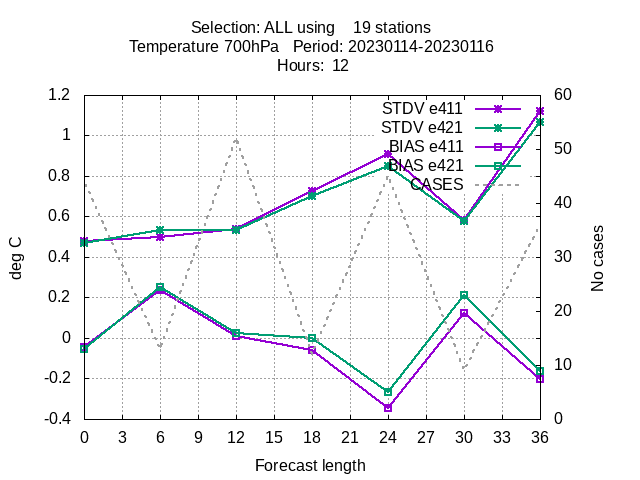 Selection: ALL using    19 stations
Temperature 700hPa   Period: 20230114-20230116
Hours:  12
1.2
1
0.8
0.6
0.4
0.2
0
-0.2
-0.4
60
50
40
30
20
10
0
deg C
No cases
STDV e411
STDV e421
BIAS e411
BIAS e421
CASES
0 3 6 9 12 15 18 21 24 27 30 33 36
Forecast length